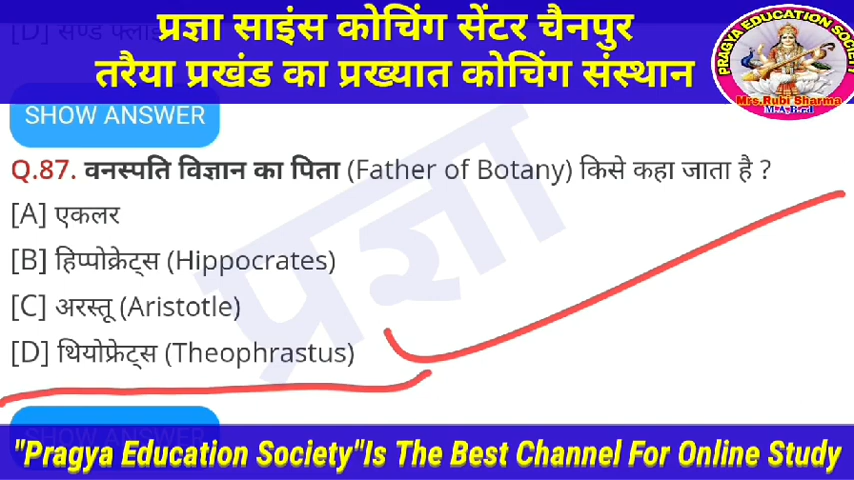 [D] सण्ड फ्लाई
प्रज्ञा साइंस कोचिंग सेंटर चैनपुर
तरैया प्रखंड का प्रख्यात कोचिंग संस्थान
PRAGYA EDUCATION SOCIETY
Mrs.Rubi Sharma
M.A,B.ed
SHOW ANSWER
Q.87. वनस्पति विज्ञान का पिता (Father of Botany) किसे कहा जाता है ?
[A] एकलर
[B] हिप्पोक्रेट्स (Hippocrates)
[C] अरस्तू (Aristotle)
[D] थियोफ्रेट्स (Theophrastus)
प्रज्ञा
SHOW ANSWER
"Pragya Education Society"Is The Best Channel For Online Study